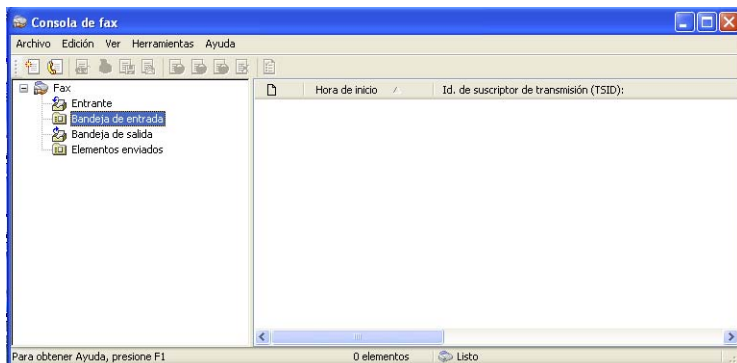 Consola de fax
Archivo Edición Ver Herramientas Ayuda
Fax
Entrante
Bandeja de entrada
Bandeja de salida
Elementos enviados
Hora de inicio Id. de suscriptor de transmisión (TSID):
Para obtener Ayuda, presione F1 0 elementos Listo